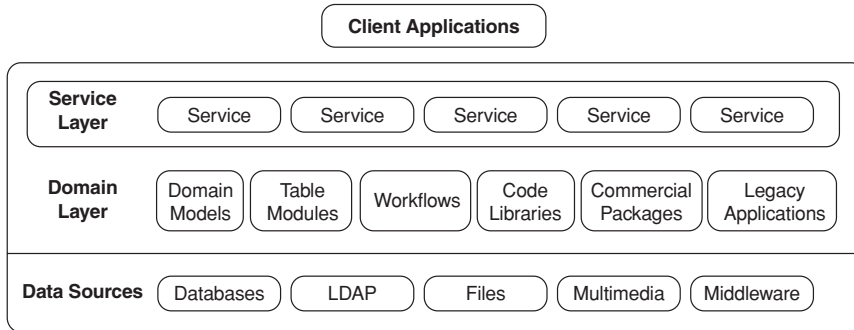 Client Applications
Service Layer
Service Service Service Service Service
Domain Layer
Domain Models
Table Modules
Workflows
Code Libraries
Commercial Packages
Legacy Applications
Data Sources
Databases LDAP Files Multimedia Middleware